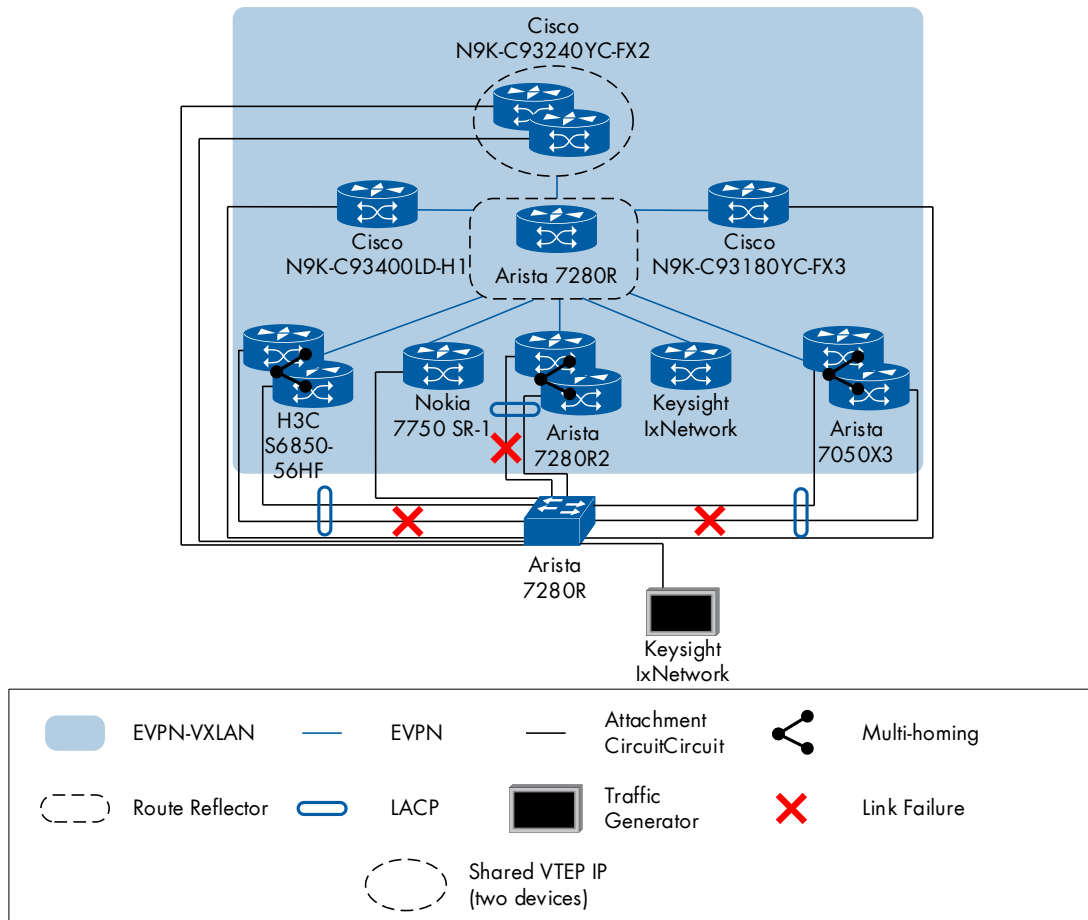 Cisco
N9K-C93240YC-FX2
Cisco
N9K-C93400LD-H1
Arista 7280R
Cisco
N9K-C93180YC-FX3
H3C
S6850-
56HF
Nokia
7750 SR-1
Arista
7280R2
Keysight
IxNetwork
Arista
7050X3
Arista
7280R
Keysight
IxNetwork
EVPN-VXLAN
EVPN
Attachment
CircuitCircuit
Multi-homing
Route Reflector
LACP
Traffic
Generator
Link Failure
Shared VTEP IP
(two devices)